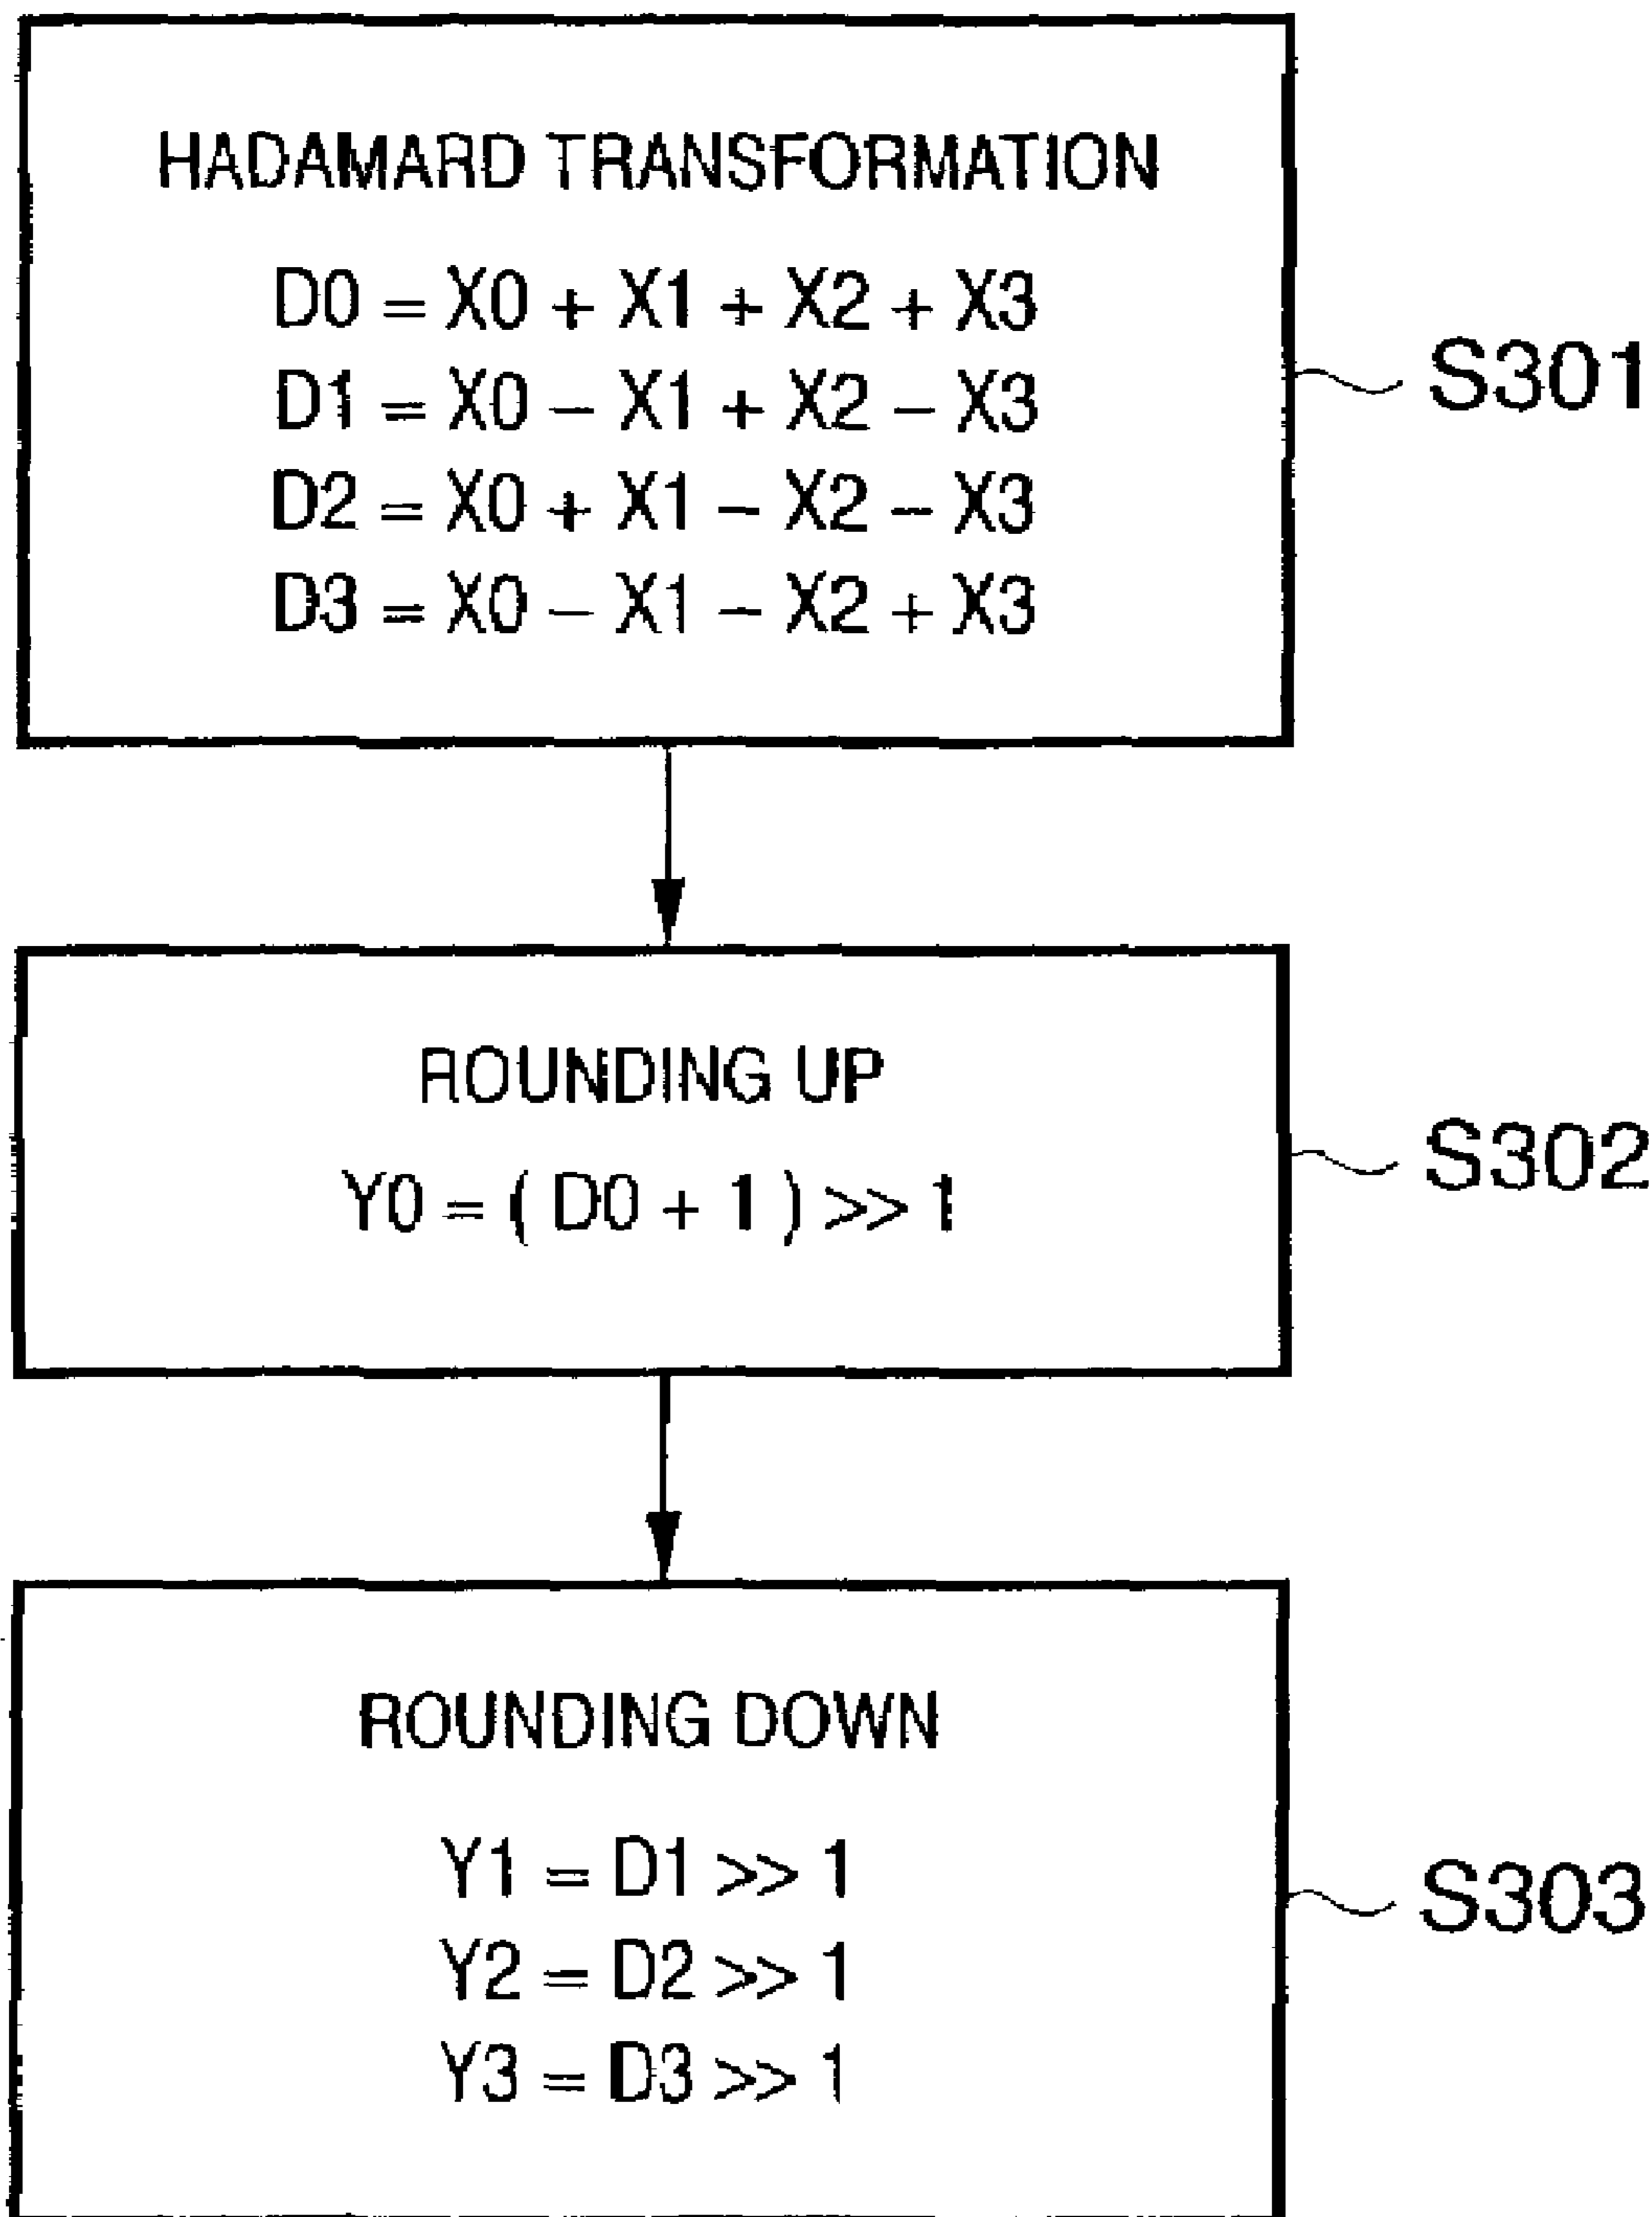 HADAMARD TRANSFORMATION
D0 = X0 + X1 + X2 + X3
D1 = X0 − X1 + X2 − X3
D2 = X0 + X1 − X2 − X3
D3 = X0 − X1 − X2 + X3
S301
ROUNDING UP
Y0 = ( D0 + 1 ) >> 1
S302
ROUNDING DOWN
Y1 = D1 >> 1
Y2 = D2 >> 1
Y3 = D3 >> 1
S303